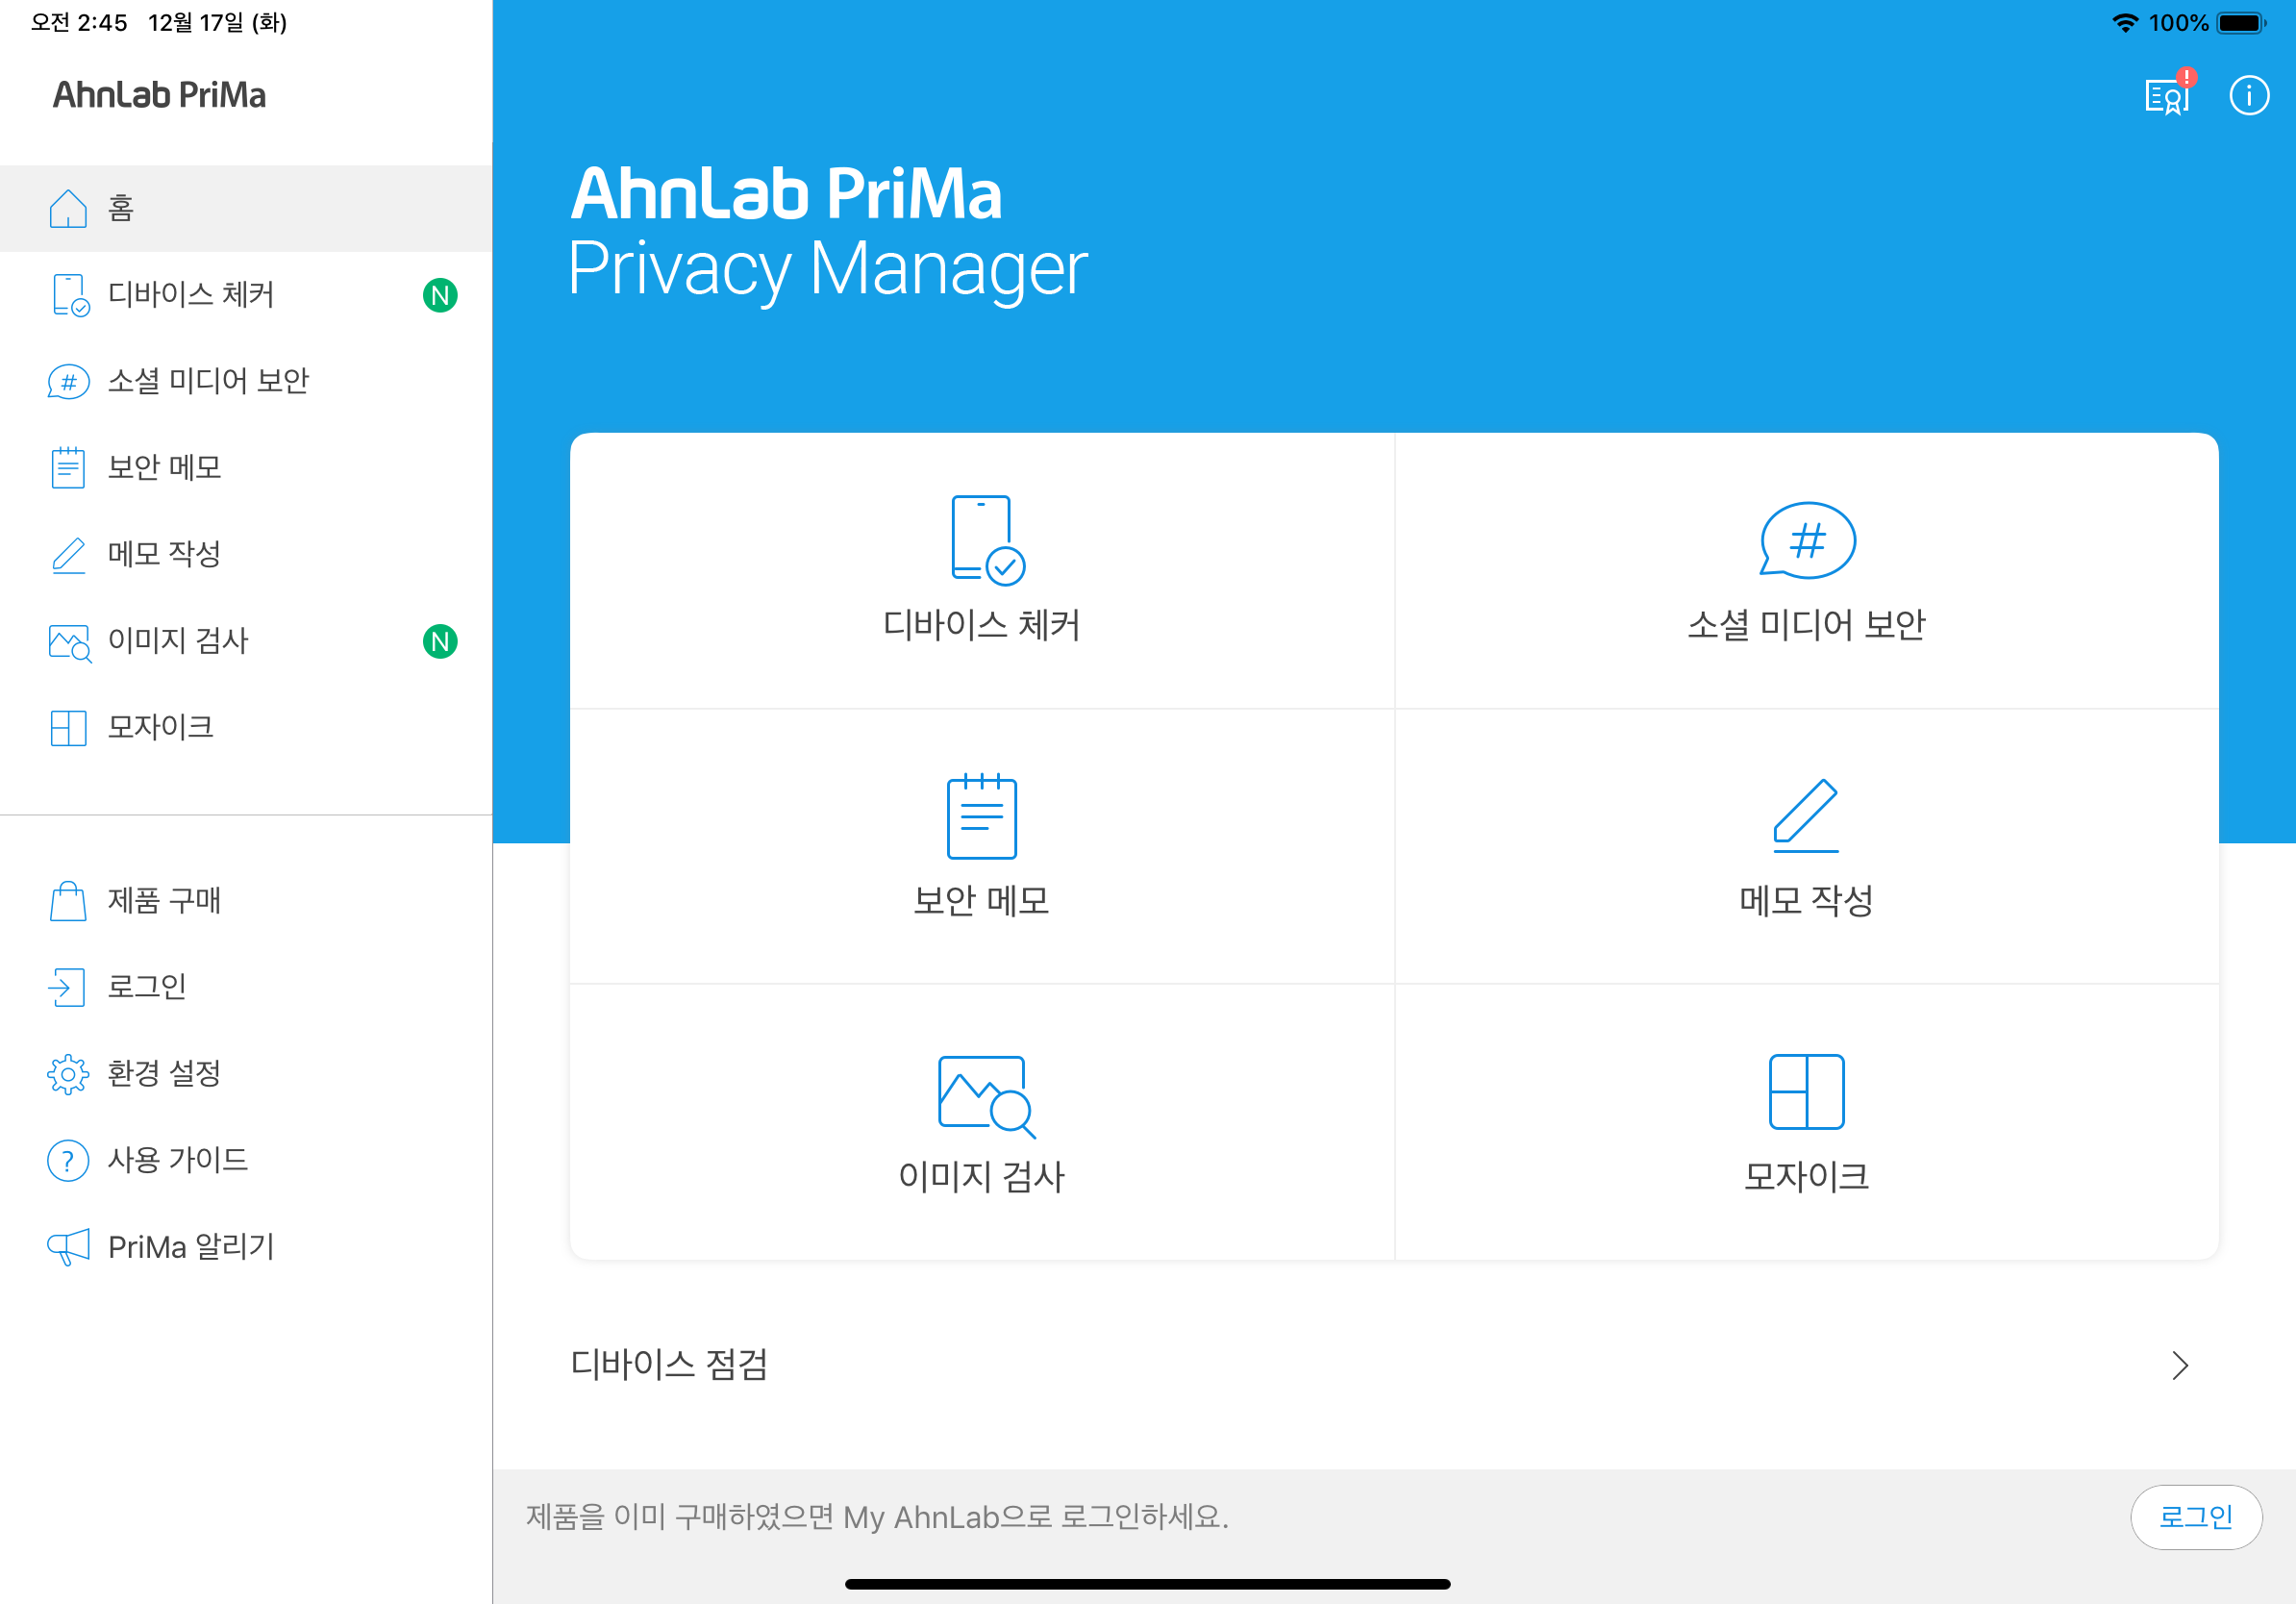 오전 2:45 12월 17일 (화)
100%
AhnLab PriMa
홈
디바이스 체커 N
소셜 미디어 보안
보안 메모
메모 작성
이미지 검사 N
모자이크
제품 구매
로그인
환경 설정
사용 가이드
PriMa 알리기
AhnLab PriMa
Privacy Manager
디바이스 체커
소셜 미디어 보안
보안 메모
메모 작성
이미지 검사
모자이크
디바이스 점검
제품을 이미 구매하였으면 My AhnLab으로 로그인하세요.
로그인